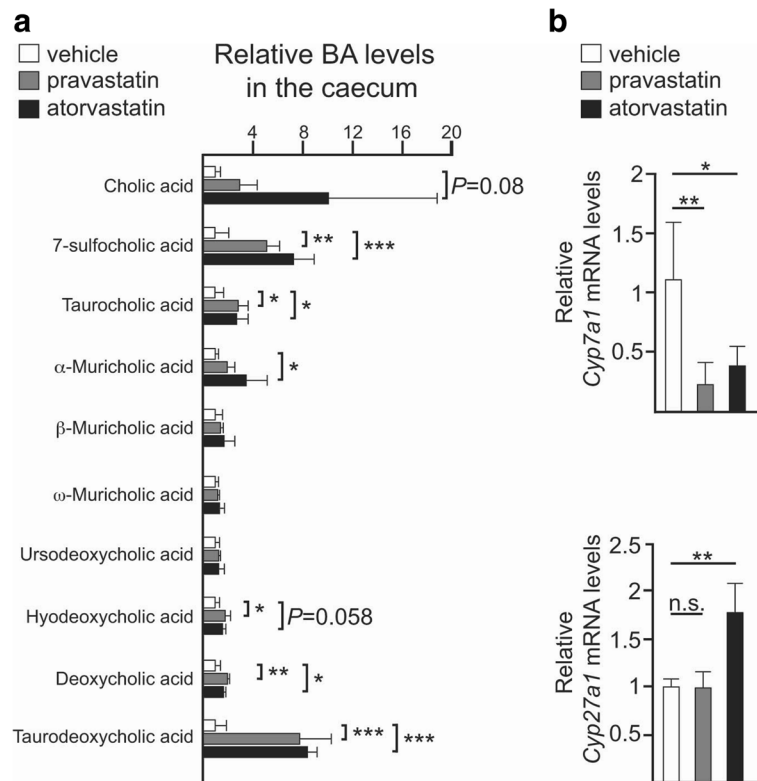 a
vehicle
pravastatin
atorvastatin
Relative BA levels
in the caecum
4 8 12 16 20
Cholic acid
P=0.08
7-sulfocholic acid
** ***
Taurocholic acid
* *
α-Muricholic acid
*
β-Muricholic acid
ω-Muricholic acid
Ursodeoxycholic acid
Hyodeoxycholic acid
* P=0.058
Deoxycholic acid
** *
Taurodeoxycholic acid
*** ***
b
vehicle
pravastatin
atorvastatin
Relative
Cyp7a1 mRNA levels
2
1.5
1
0.5
*
**
Relative
Cyp27a1 mRNA levels
2.5
2
1.5
1
0.5
**
n.s.